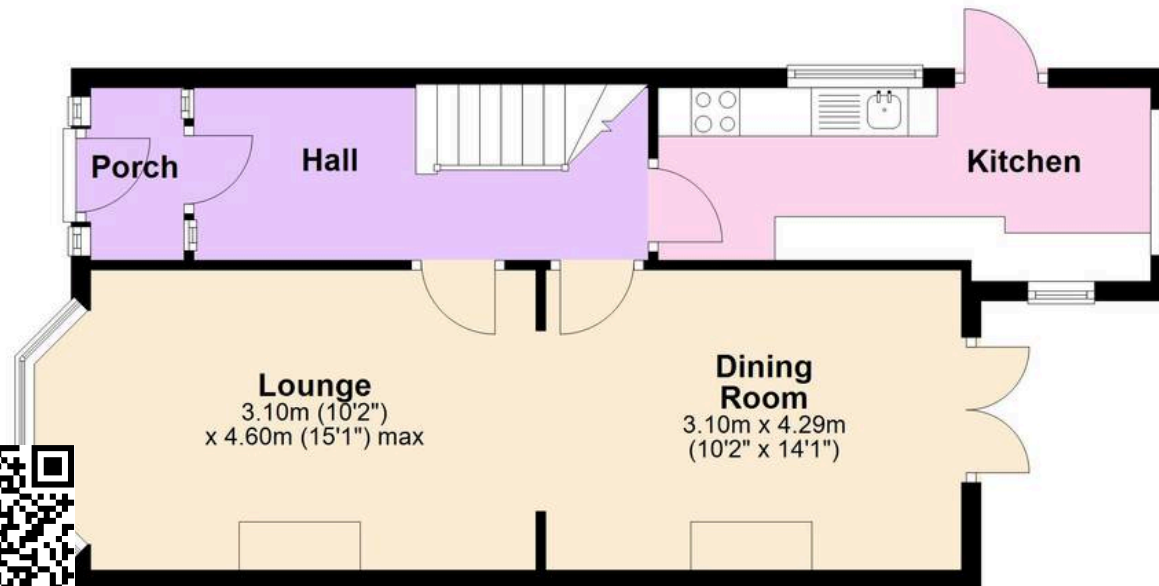 Porch
Hall
Kitchen
Lounge
3.10m (10'2")
x 4.60m (15'1") max
Dining
Room
3.10m x 4.29m
(10'2" x 14'1")